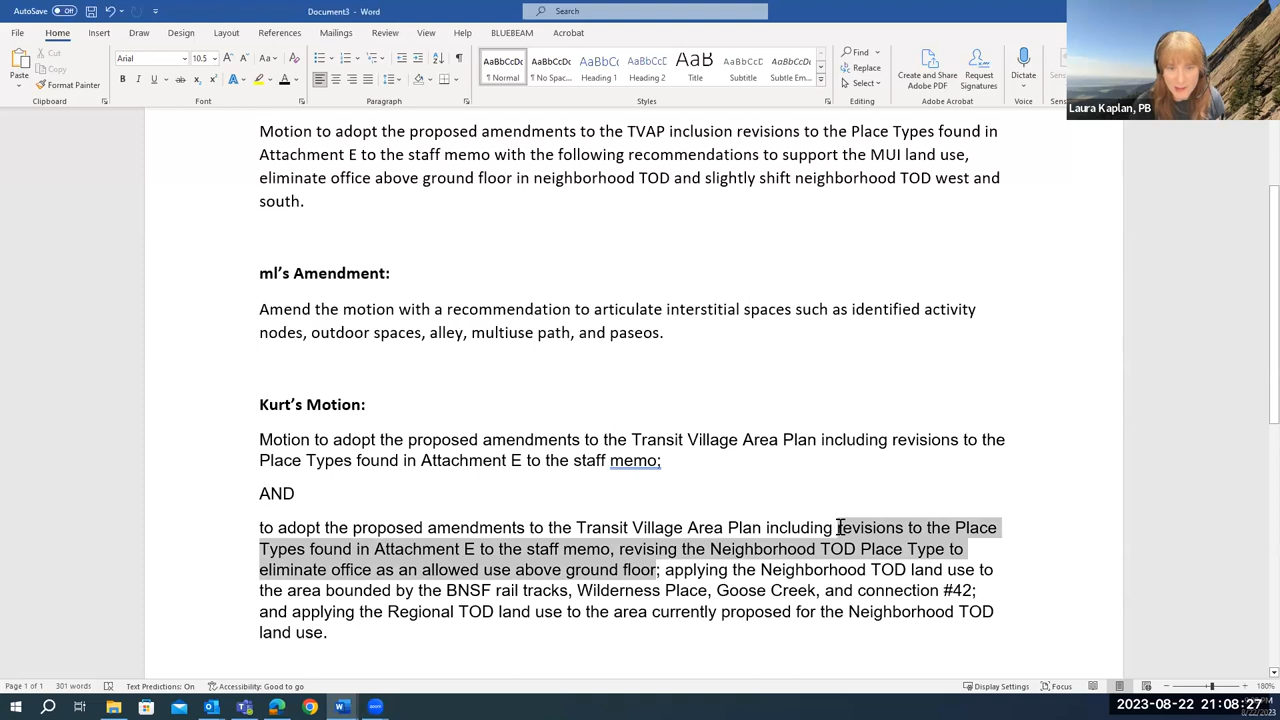 AutoSave Off Document3 - Word Search
File Home Insert Draw Design Layout References Mailings Review View Help BLUEBEAM Acrobat
Paste Cut Copy Format Painter Clipboard
Arial 10.5 Font
Paragraph
AaBbCcDc AaBbCcDc AaBbC AaBbCc AaB AaBbCcC AaBbCcDc
¶ Normal ¶ No Spac... Heading 1 Heading 2 Title Subtitle Subtle Em...
Styles
Find Replace Select Editing
Create and Share Adobe PDF Request Signatures Adobe Acrobat
Dictate Voice
Laura Kaplan, PB
Motion to adopt the proposed amendments to the TVAP inclusion revisions to the Place Types found in
Attachment E to the staff memo with the following recommendations to support the MUI land use,
eliminate office above ground floor in neighborhood TOD and slightly shift neighborhood TOD west and
south.
ml’s Amendment:
Amend the motion with a recommendation to articulate interstitial spaces such as identified activity
nodes, outdoor spaces, alley, multiuse path, and paseos.
Kurt’s Motion:
Motion to adopt the proposed amendments to the Transit Village Area Plan including revisions to the
Place Types found in Attachment E to the staff memo;
AND
to adopt the proposed amendments to the Transit Village Area Plan including revisions to the Place
Types found in Attachment E to the staff memo, revising the Neighborhood TOD Place Type to
eliminate office as an allowed use above ground floor; applying the Neighborhood TOD land use to
the area bounded by the BNSF rail tracks, Wilderness Place, Goose Creek, and connection #42;
and applying the Regional TOD land use to the area currently proposed for the Neighborhood TOD
land use.
Page 1 of 1 301 words Text Predictions: On Accessibility: Good to go Display Settings Focus 180%
2023-08-22 21:08:27